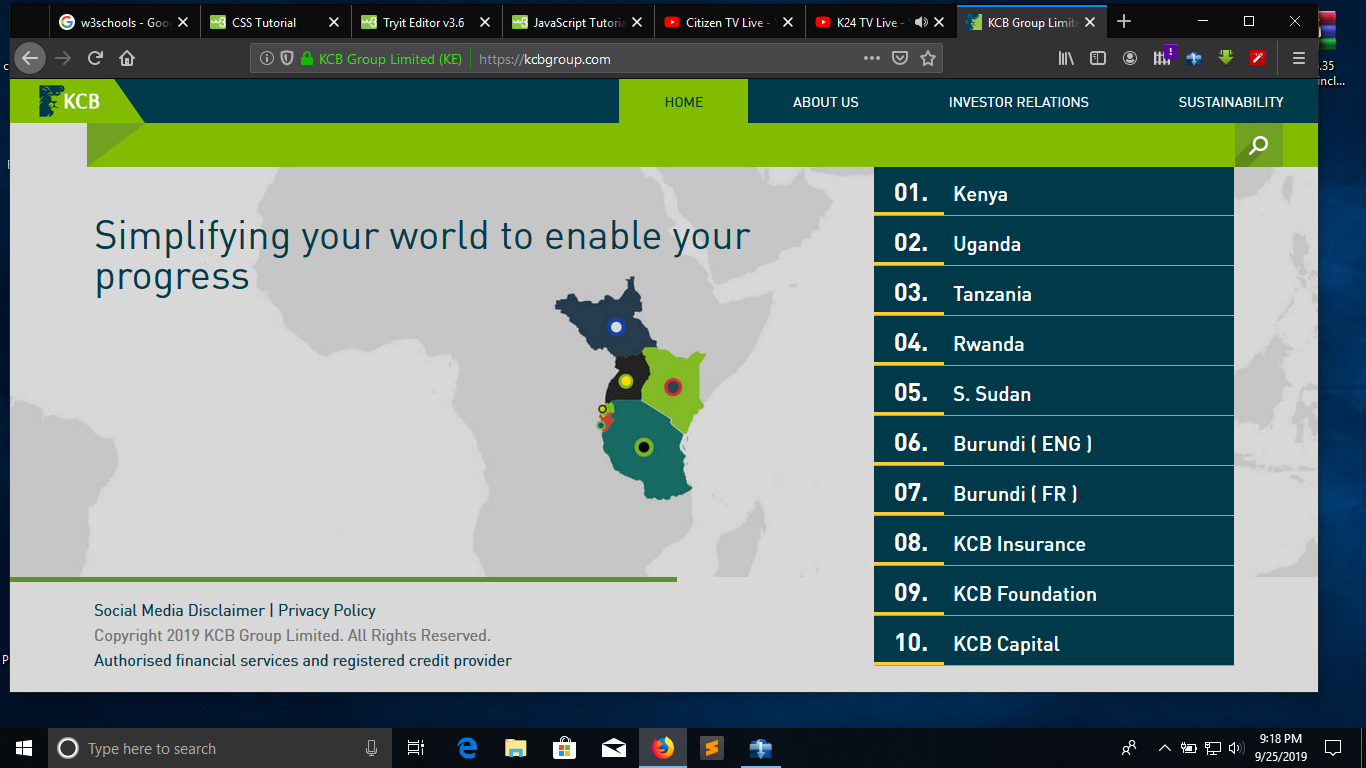 w3schools - Goo
CSS Tutorial
Tryit Editor v3.6
JavaScript Tutoria
Citizen TV Live -
K24 TV Live -
KCB Group Limite
KCB Group Limited (KE)
https://kcbgroup.com
.35
incl...
KCB
HOME
ABOUT US
INVESTOR RELATIONS
SUSTAINABILITY
Simplifying your world to enable your
progress
01. Kenya
02. Uganda
03. Tanzania
04. Rwanda
05. S. Sudan
06. Burundi ( ENG )
07. Burundi ( FR )
08. KCB Insurance
09. KCB Foundation
10. KCB Capital
Social Media Disclaimer | Privacy Policy
Copyright 2019 KCB Group Limited. All Rights Reserved.
Authorised financial services and registered credit provider
Type here to search
9:18 PM
9/25/2019